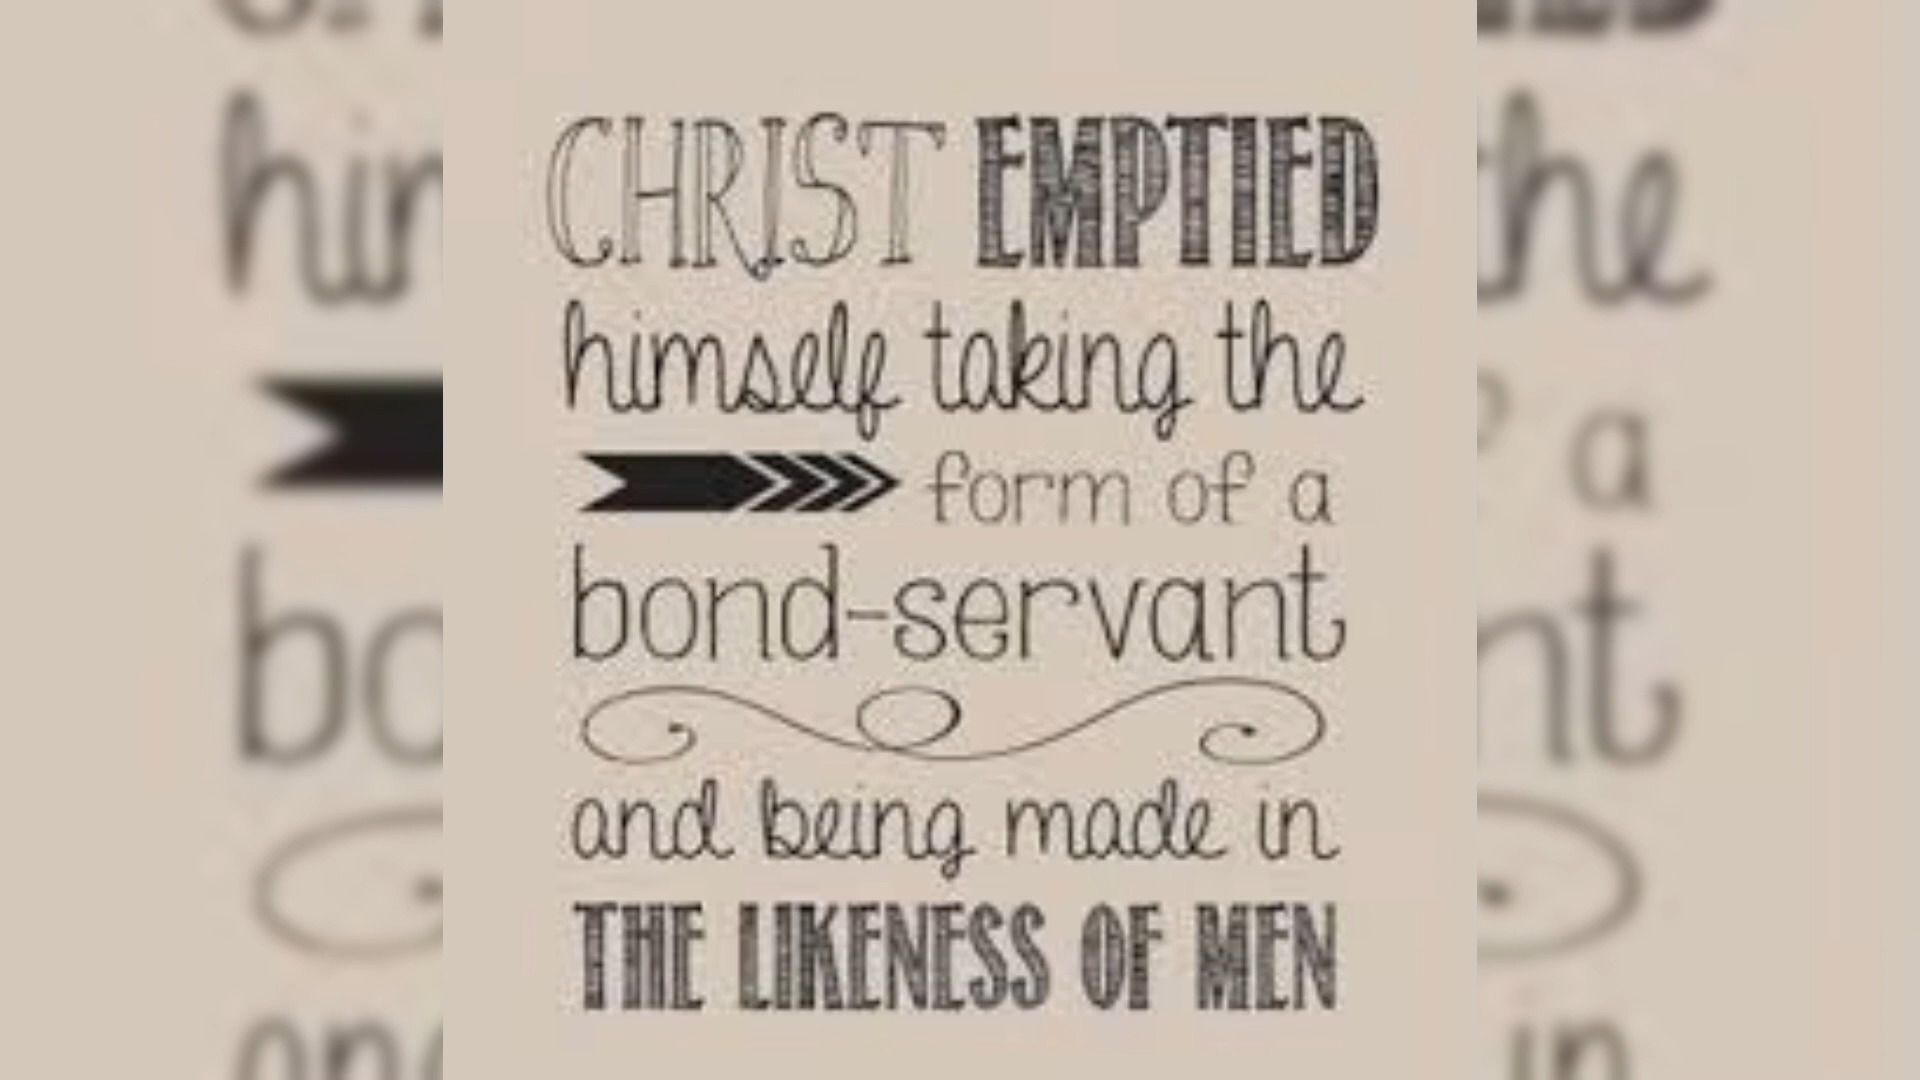 CHRIST EMPTIED
himself taking the
form of a
bond-servant
and being made in
THE LIKENESS OF MEN